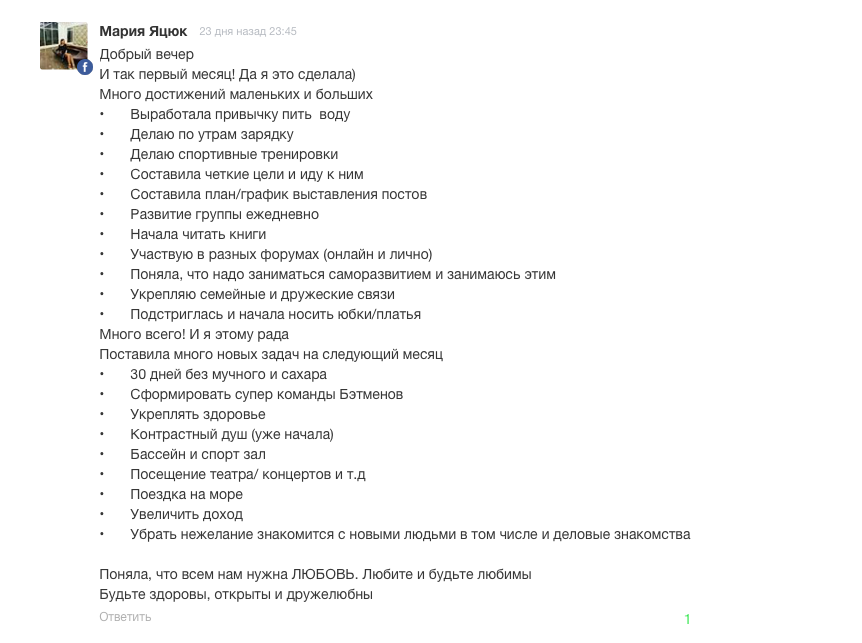 Мария Яцюк 23 дня назад 23:45
Добрый вечер
И так первый месяц! Да я это сделала)
Много достижений маленьких и больших
• Выработала привычку пить воду
• Делаю по утрам зарядку
• Делаю спортивные тренировки
• Составила четкие цели и иду к ним
• Составила план/график выставления постов
• Развитие группы ежедневно
• Начала читать книги
• Участвую в разных форумах (онлайн и лично)
• Поняла, что надо заниматься саморазвитием и занимаюсь этим
• Укрепляю семейные и дружеские связи
• Подстриглась и начала носить юбки/платья
Много всего! И я этому рада
Поставила много новых задач на следующий месяц
• 30 дней без мучного и сахара
• Сформировать супер команды Бэтменов
• Укреплять здоровье
• Контрастный душ (уже начала)
• Бассейн и спорт зал
• Посещение театра/ концертов и т.д
• Поездка на море
• Увеличить доход
• Убрать нежелание знакомится с новыми людьми в том числе и деловые знакомства
Поняла, что всем нам нужна ЛЮБОВЬ. Любите и будьте любимы
Будьте здоровы, открыты и дружелюбны
Ответить 1